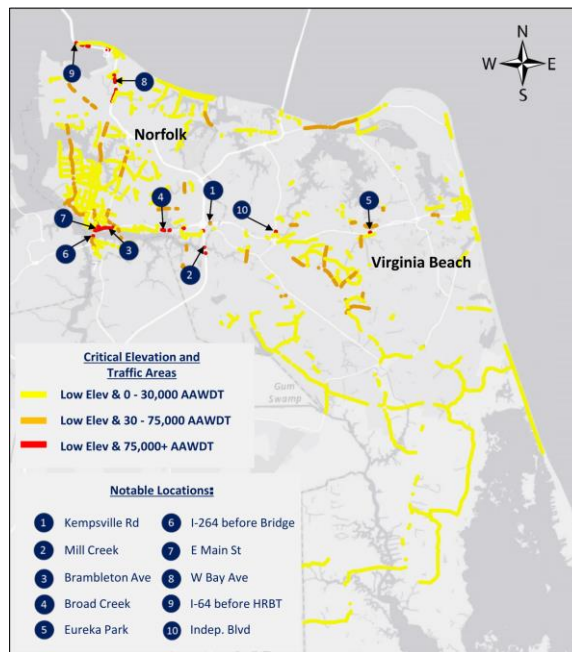 N
W E
S
9
8
Norfolk
1
4
10
5
7
6
3
2
Virginia Beach
Critical Elevation and
Traffic Areas
Low Elev & 0 - 30,000 AAWDT
Low Elev & 30 - 75,000 AAWDT
Low Elev & 75,000+ AAWDT
Gum
Swamp
Notable Locations:
1 Kempsville Rd
6 I-264 before Bridge
2 Mill Creek
7 E Main St
3 Brambleton Ave
8 W Bay Ave
4 Broad Creek
9 I-64 before HRBT
5 Eureka Park
10 Indep. Blvd